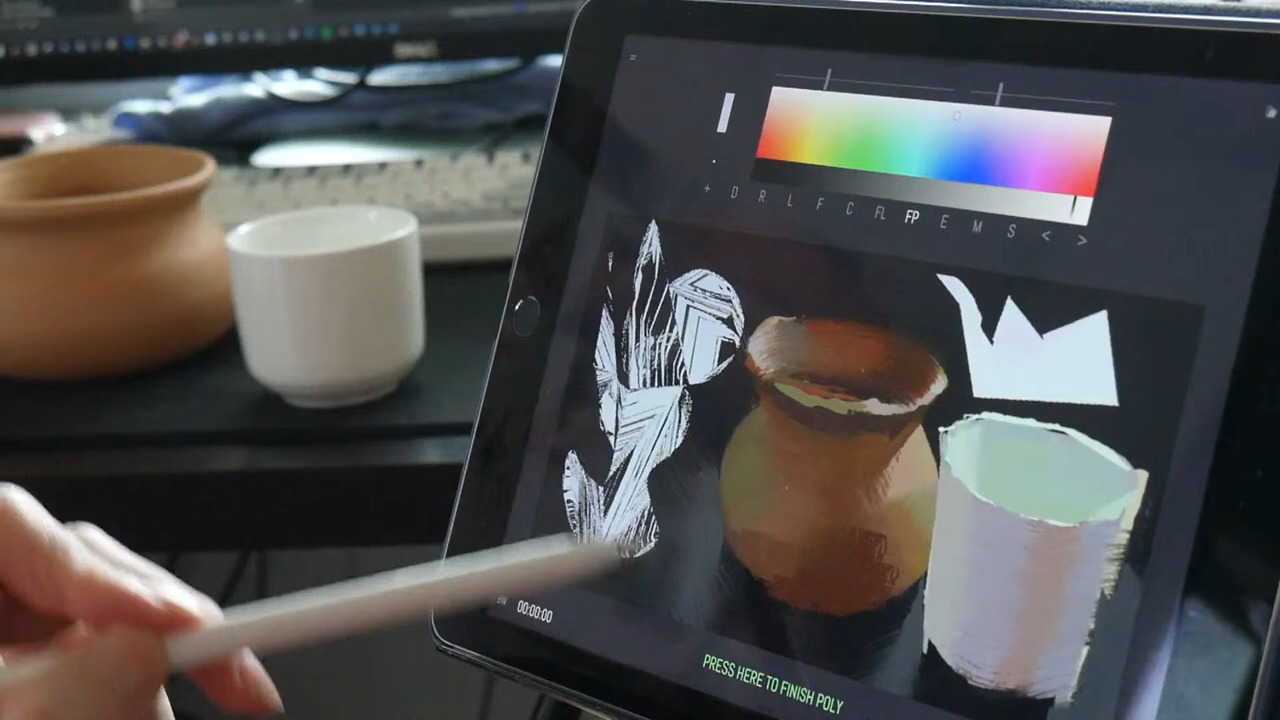 + D R L F C FL FP E M S < >
00:00:00
PRESS HERE TO FINISH POLY